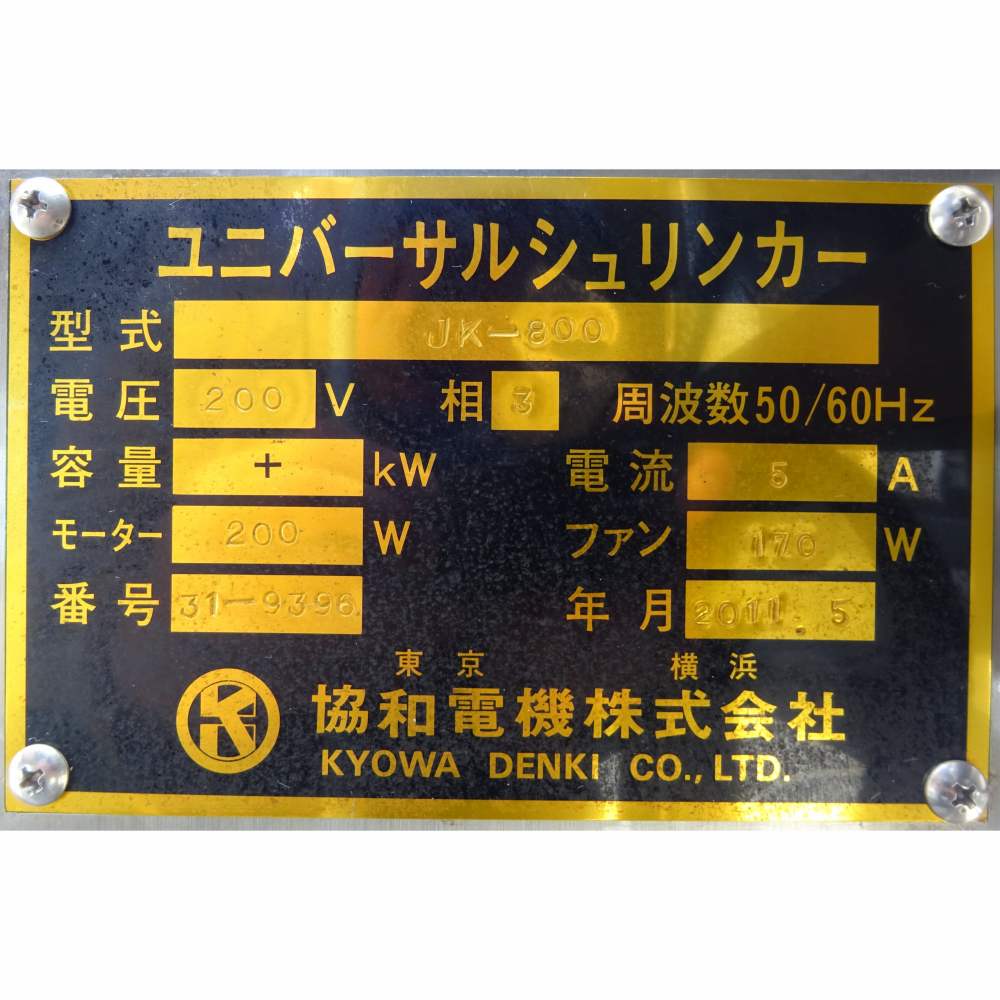 ユニバーサルシュリンカー
型式 JK-800
電圧 200 V 相 3 周波数50/60Hz
容量 + kW 電流 5 A
モーター 200 W ファン 170 W
番号 31-9396 年月 2011.5
東京 横浜
協和電機株式会社
KYOWA DENKI CO., LTD.